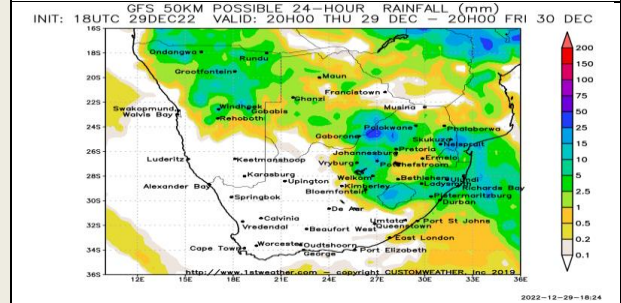 GFS 50KM POSSIBLE 24-HOUR RAINFALL (mm)
INIT: 18UTC 29DEC22 VALID: 20H00 THU 29 DEC - 20H00 FRI 30 DEC
16S
Ondangwa
Rundu
18S
Grootfontein
Maun
20S
Francistown
Ghanzi
22S
Musina
Swakopmund
Windhoek
Gobabis
Walvis Bay
Rehoboth
24S
Polokwane
Phalaborwa
Gaborone
Skukuza
Nelspruit
Pretoria
Johannesburg
26S
Luderitz
Keetmanshoop
Vryburg
Potchefstroom
Ermelo
Karasburg
Upington
Welkom
Bethlehem
Ulundi
28S
Alexander Bay
Kimberley
Ladysmith
Richards Bay
Springbok
Bloemfontein
Pietermaritzburg
30S
De Aar
Durban
Calvinia
Umtata
Port St Johns
Vredendal
Queenstown
32S
Beaufort West
East London
Worcester
Oudtshoorn
Cape Town
George
Port Elizabeth
34S
http://www.1stweather.com - copyright CUSTOMWEATHER, Inc 2019
36S
12E 15E 18E 21E 24E 27E 30E 33E 36E
200
150
100
75
50
25
15
10
5
2.5
1
0.5
0.2
0.1
2022-12-29-18:24